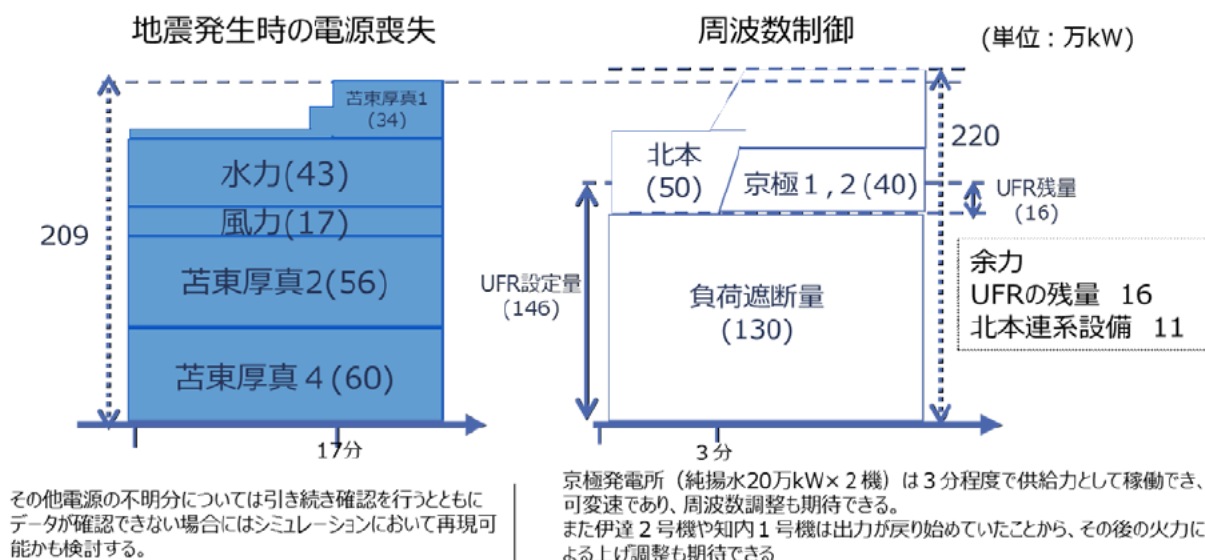 地震発生時の電源喪失
周波数制御
(単位：万kW)
苫東厚真1
(34)
水力(43)
風力(17)
209
苫東厚真2(56)
苫東厚真４(60)
17分
北本
(50)
京極１,２(40)
220
UFR残量
(16)
UFR設定量
(146)
負荷遮断量
(130)
余力
UFRの残量 16
北本連系設備 11
3分
その他電源の不明分については引き続き確認を行うとともに
データが確認できない場合にはシミュレーションにおいて再現可
能かも検討する。
京極発電所（純揚水20万kW×２機）は３分程度で供給力として稼働でき、
可変速であり、周波数調整も期待できる。
また伊達２号機や知内１号機は出力が戻り始めていたことから、その後の火力に
よる上げ調整も期待できる